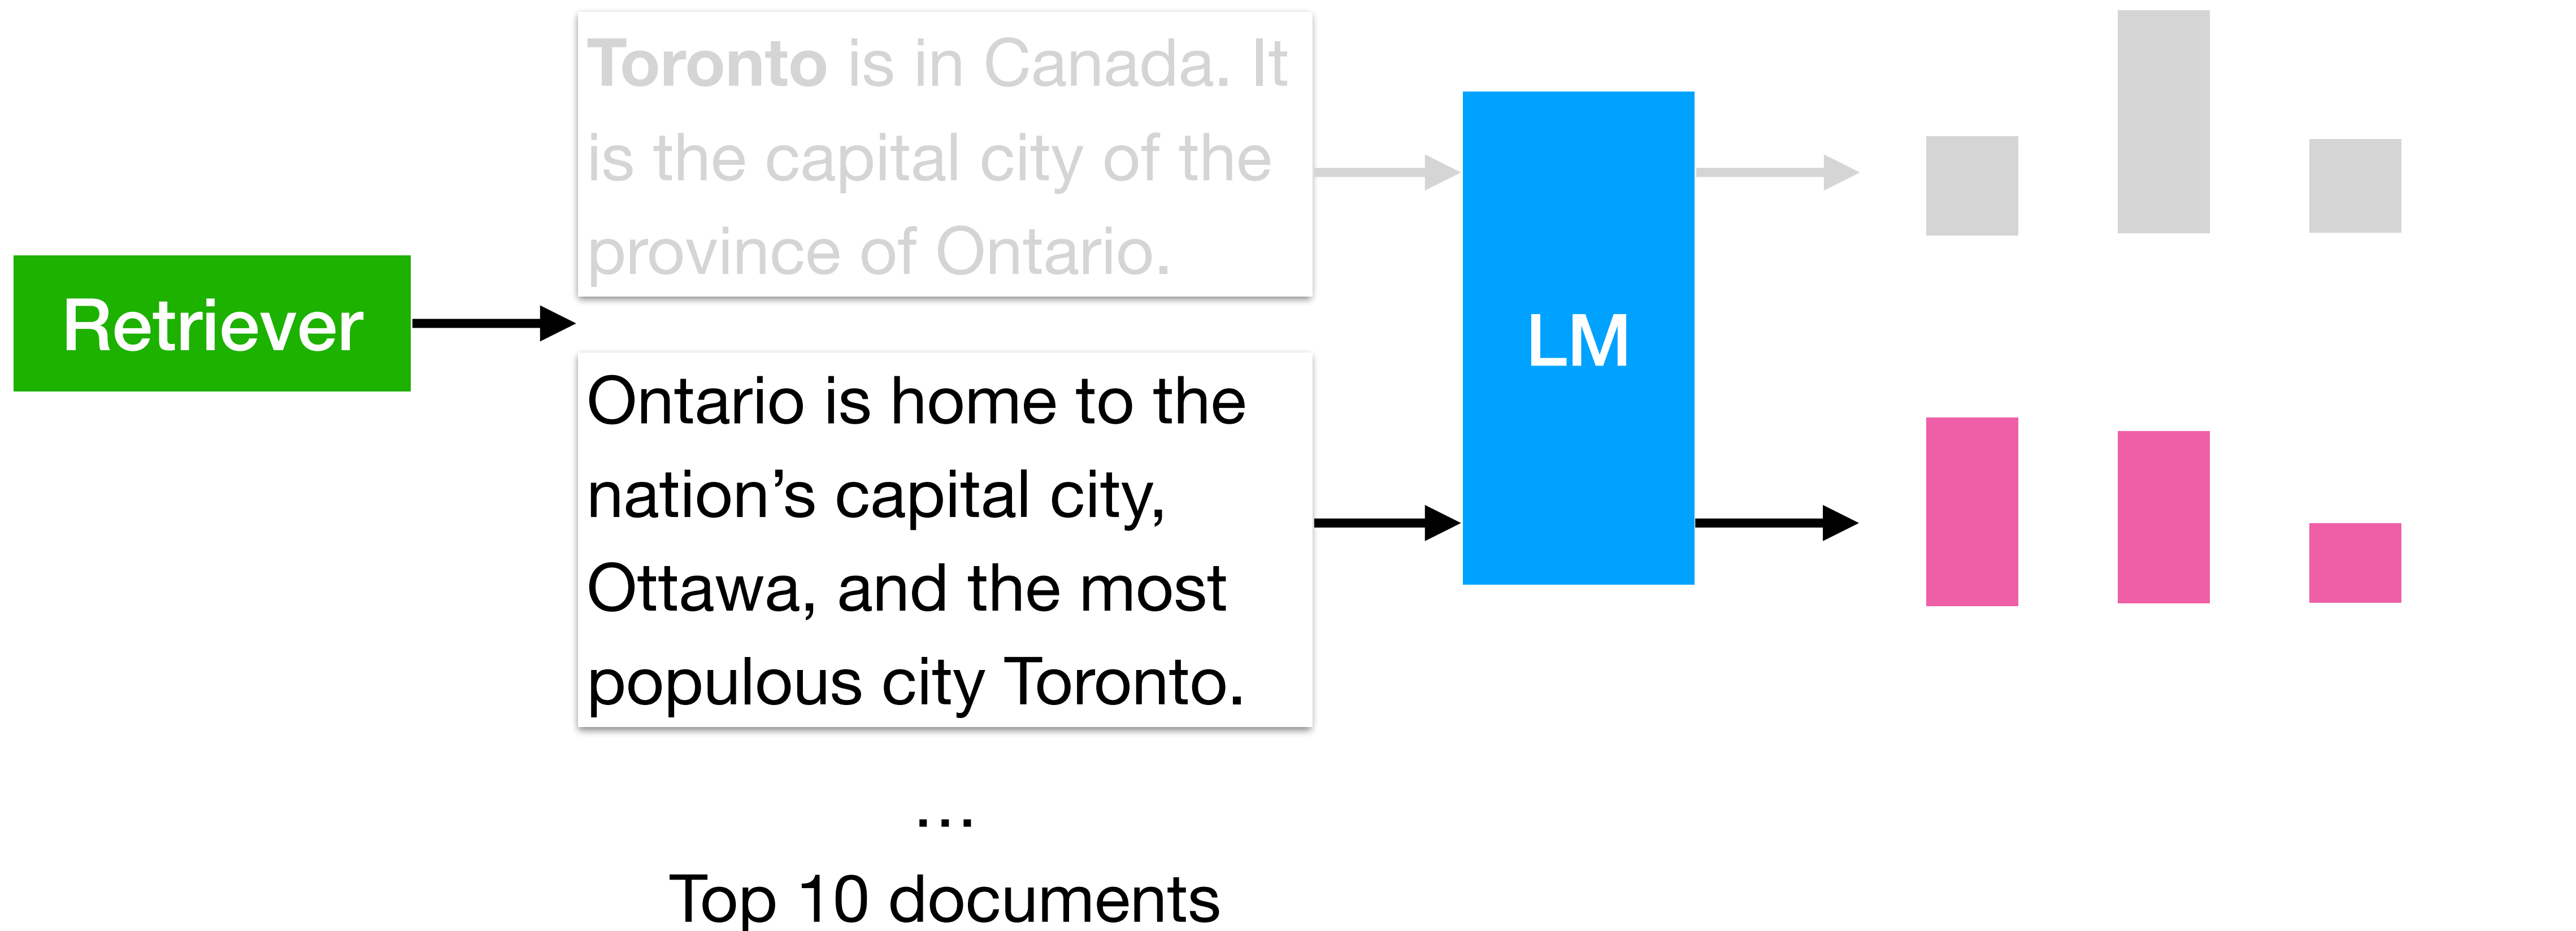 Retriever
Toronto is in Canada. It
is the capital city of the
province of Ontario.
Ontario is home to the
nation’s capital city,
Ottawa, and the most
populous city Toronto.
…
Top 10 documents
LM